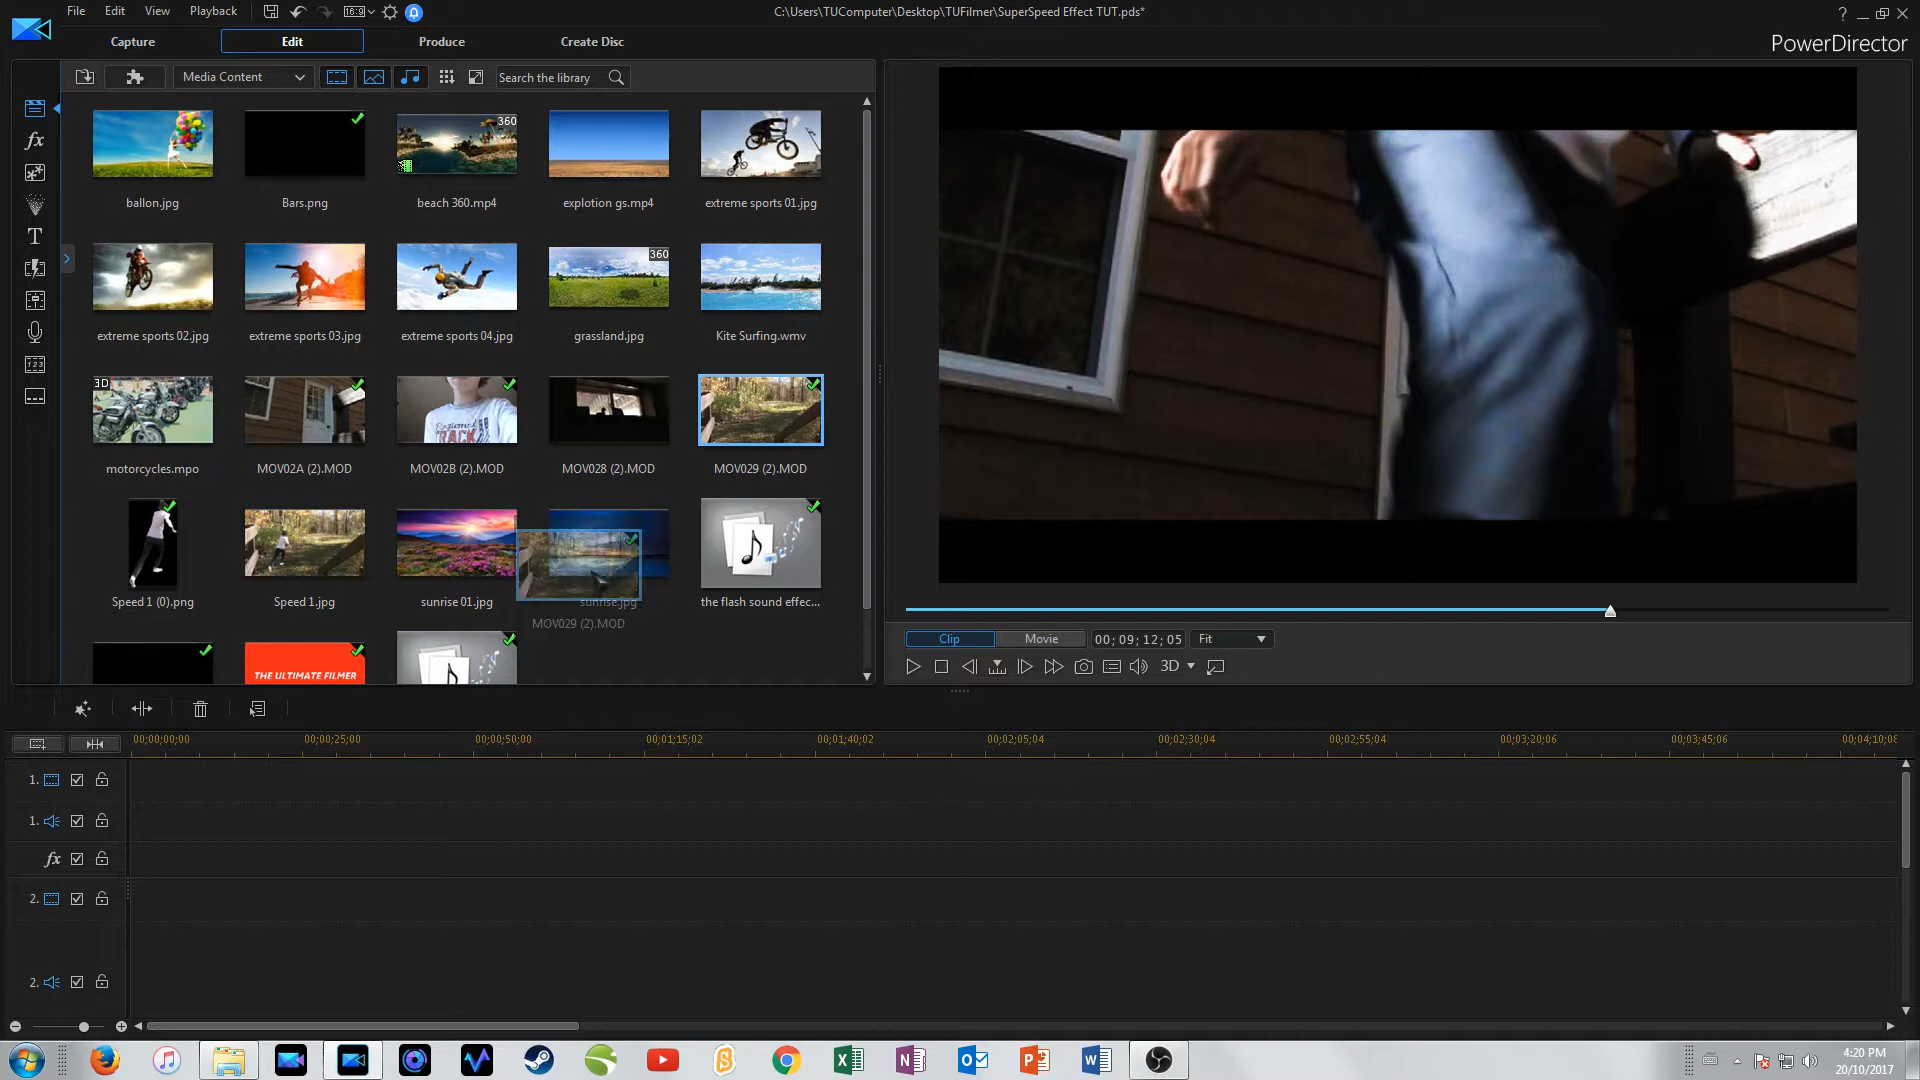 File Edit View Playback 16:9 C:\Users\TUComputer\Desktop\TUFilmer\SuperSpeed Effect TUT.pds* ?
Capture Edit Produce Create Disc PowerDirector
Media Content Search the library
360
ballon.jpg Bars.png beach 360.mp4 explotion gs.mp4 extreme sports 01.jpg
360
extreme sports 02.jpg extreme sports 03.jpg extreme sports 04.jpg grassland.jpg Kite Surfing.wmv
3D
motorcycles.mpo MOV02A (2).MOD MOV02B (2).MOD MOV028 (2).MOD MOV029 (2).MOD
Speed 1 (0).png Speed 1.jpg sunrise 01.jpg sunrise.jpg the flash sound effec...
MOV029 (2).MOD
THE ULTIMATE FILMER
Clip Movie 00; 09; 12; 05 Fit
3D
00;00;00;00 00;00;25;00 00;00;50;00 00;01;15;02 00;01;40;02 00;02;05;04 00;02;30;04 00;02;55;04 00;03;20;06 00;03;45;06 00;04;10;08
1.
1.
fx
2.
2.
4:20 PM
20/10/2017